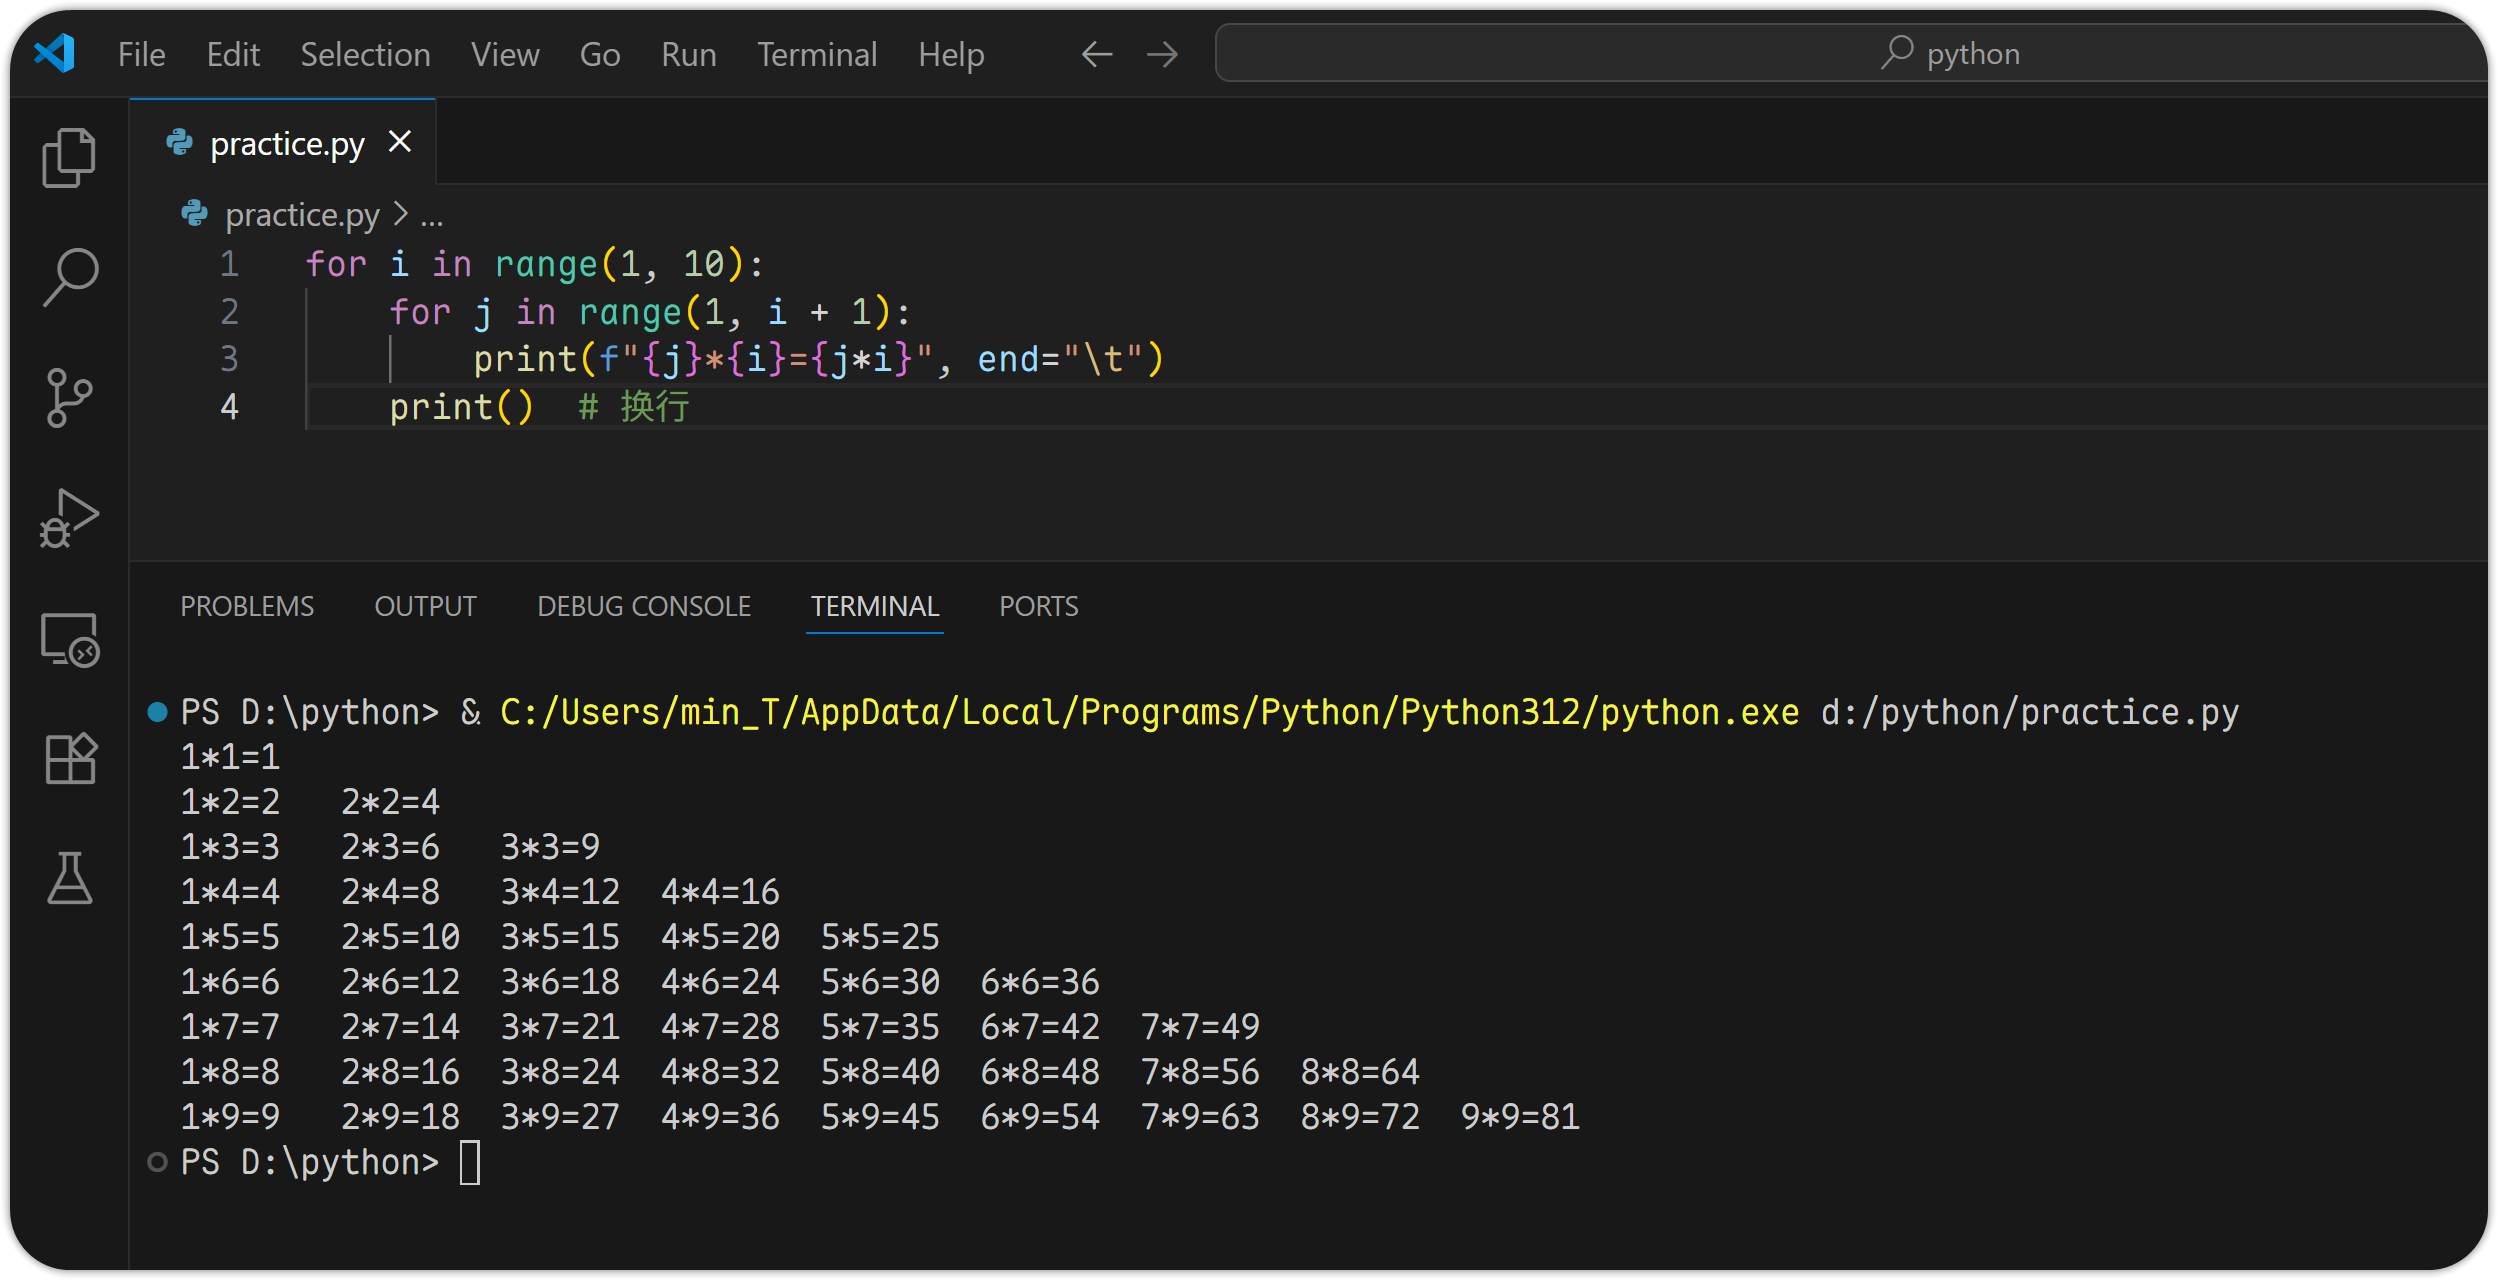 File Edit Selection View Go Run Terminal Help python
practice.py
practice.py > ...
1 for i in range(1, 10):
2     for j in range(1, i + 1):
3         print(f"{j}*{i}={j*i}", end="\t")
4     print()  # 换行
PROBLEMS OUTPUT DEBUG CONSOLE TERMINAL PORTS
PS D:\python> & C:/Users/min_T/AppData/Local/Programs/Python/Python312/python.exe d:/python/practice.py
1*1=1
1*2=2   2*2=4
1*3=3   2*3=6   3*3=9
1*4=4   2*4=8   3*4=12  4*4=16
1*5=5   2*5=10  3*5=15  4*5=20  5*5=25
1*6=6   2*6=12  3*6=18  4*6=24  5*6=30  6*6=36
1*7=7   2*7=14  3*7=21  4*7=28  5*7=35  6*7=42  7*7=49
1*8=8   2*8=16  3*8=24  4*8=32  5*8=40  6*8=48  7*8=56  8*8=64
1*9=9   2*9=18  3*9=27  4*9=36  5*9=45  6*9=54  7*9=63  8*9=72  9*9=81
PS D:\python>